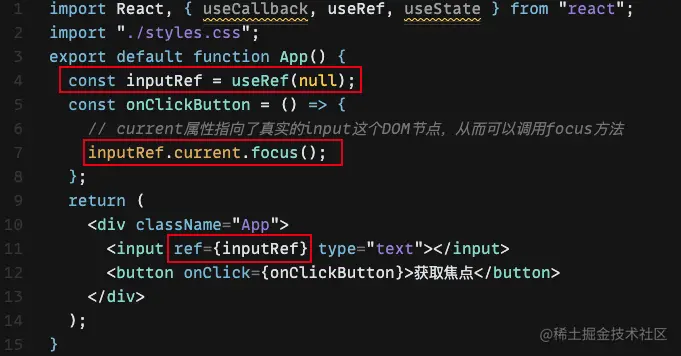 1 import React, { useCallback, useRef, useState } from "react";
2 import "./styles.css";
3 export default function App() {
4   const inputRef = useRef(null);
5   const onClickButton = () => {
6     // current属性指向了真实的input这个DOM节点，从而可以调用focus方法
7     inputRef.current.focus();
8   };
9   return (
10     <div className="App">
11       <input ref={inputRef} type="text"></input>
12       <button onClick={onClickButton}>获取焦点</button>
13     </div>
14   );
15 }
@稀土掘金技术社区